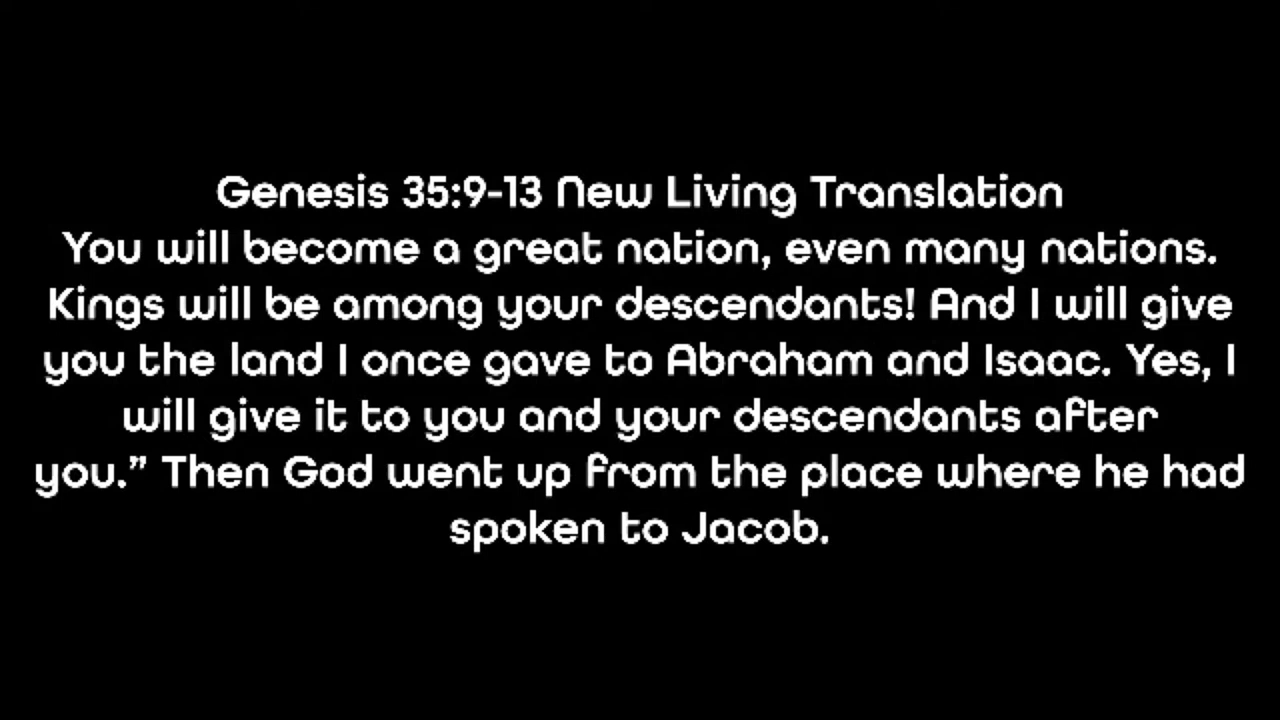 Genesis 35:9-13 New Living Translation
You will become a great nation, even many nations.
Kings will be among your descendants! And I will give
you the land I once gave to Abraham and Isaac. Yes, I
will give it to you and your descendants after
you.” Then God went up from the place where he had
spoken to Jacob.